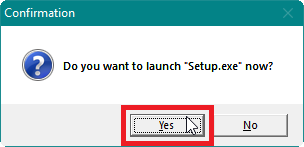 Confirmation
Do you want to launch "Setup.exe" now?
Yes
No